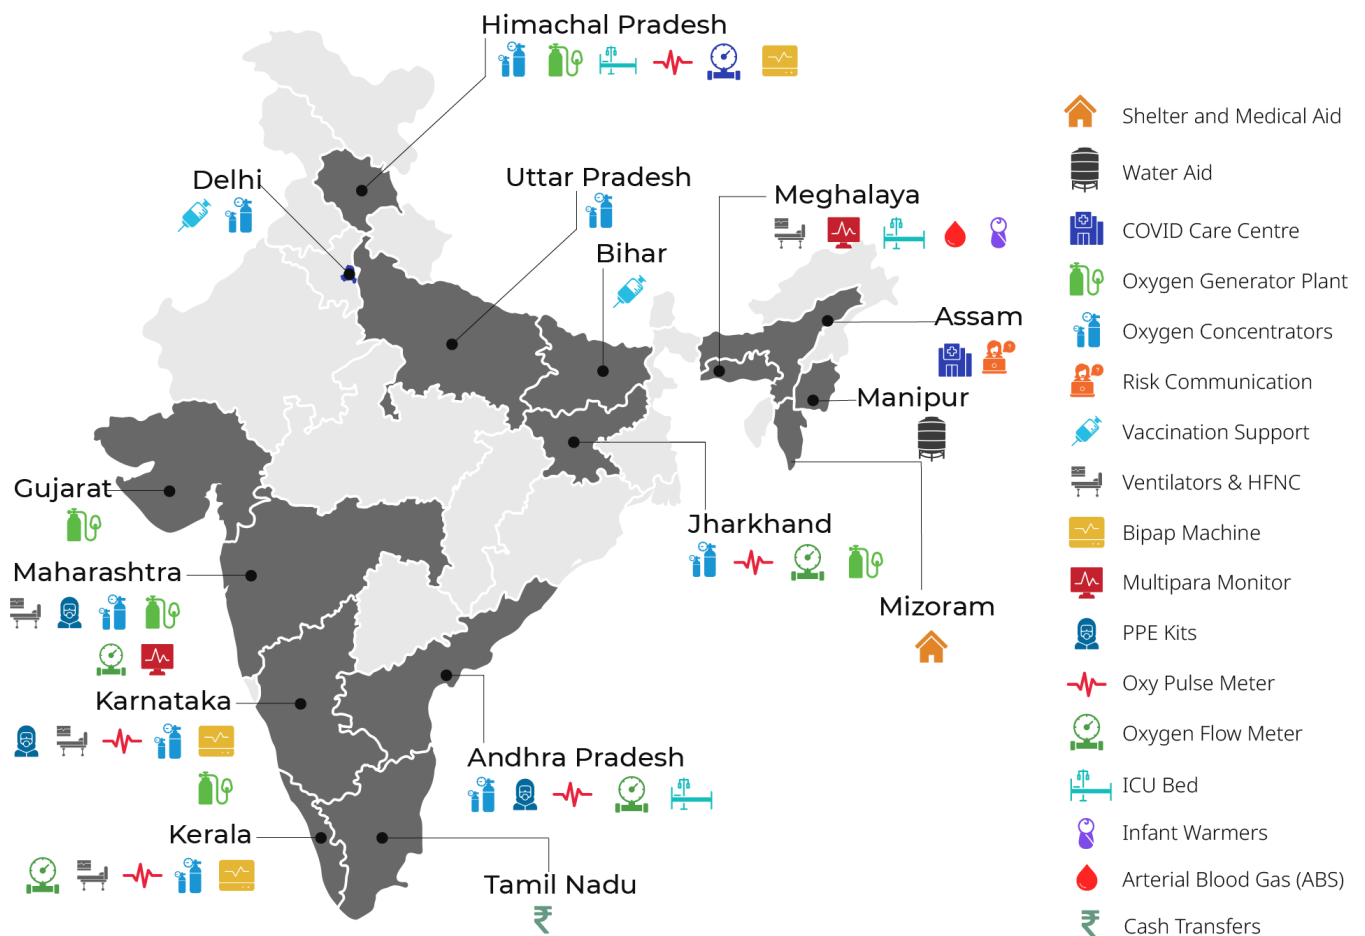 Himachal Pradesh
Delhi
Uttar Pradesh
Meghalaya
Bihar
Assam
Manipur
Gujarat
Jharkhand
Maharashtra
Mizoram
Karnataka
Andhra Pradesh
Kerala
Tamil Nadu
Shelter and Medical Aid
Water Aid
COVID Care Centre
Oxygen Generator Plant
Oxygen Concentrators
Risk Communication
Vaccination Support
Ventilators & HFNC
Bipap Machine
Multipara Monitor
PPE Kits
Oxy Pulse Meter
Oxygen Flow Meter
ICU Bed
Infant Warmers
Arterial Blood Gas (ABS)
₹ Cash Transfers